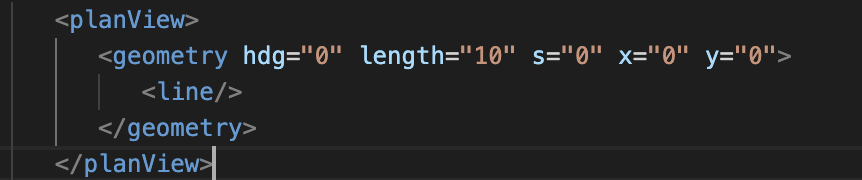 <planView>
<geometry hdg="0" length="10" s="0" x="0" y="0">
<line/>
</geometry>
</planView>